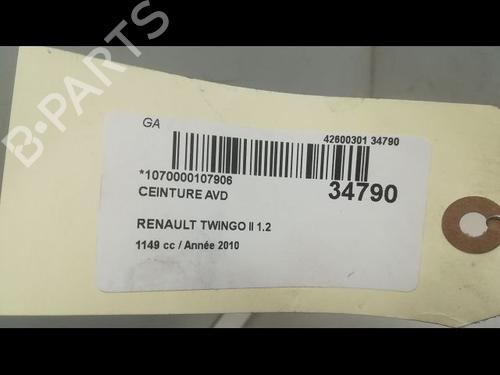 B-PARTS
GA
42600301 34790
*1070000107906
CEINTURE AVD
34790
RENAULT TWINGO II 1.2
1149 cc / Année 2010